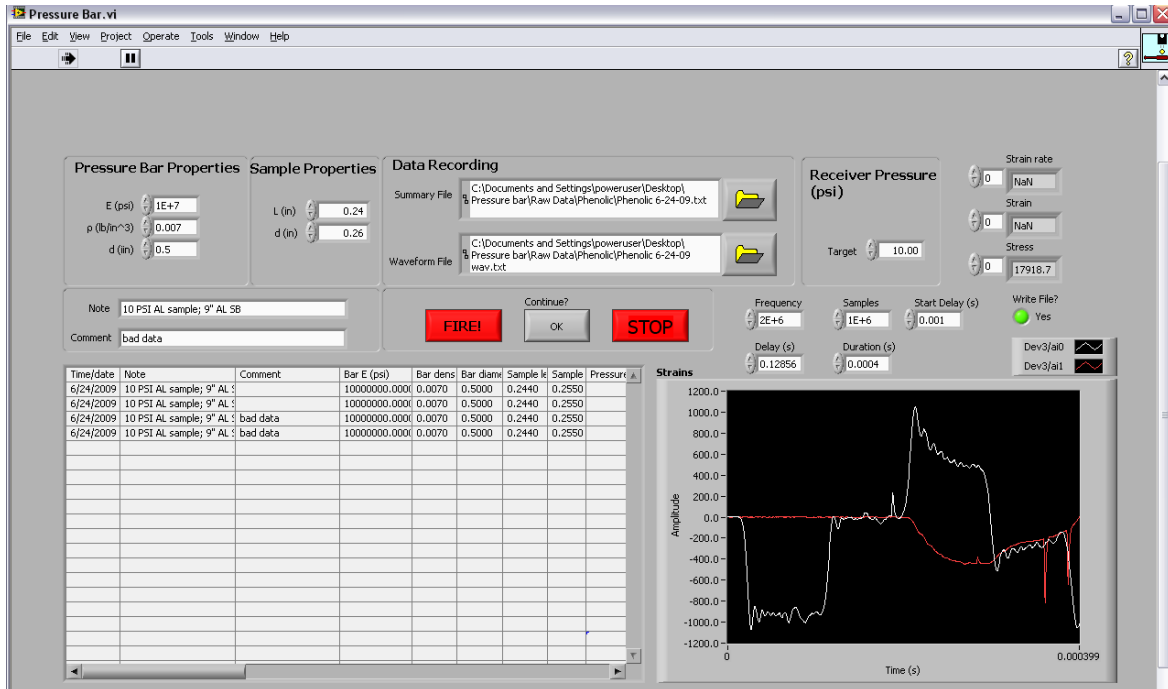 Pressure Bar.vi
File Edit View Project Operate Tools Window Help
Pressure Bar Properties
E (psi) 1E+7
ρ (lb/in^3) 0.007
d (iin) 0.5
Sample Properties
L (in) 0.24
d (in) 0.26
Data Recording
Summary File C:\Documents and Settings\poweruser\Desktop\
Pressure bar\Raw Data\Phenolic\Phenolic 6-24-09.txt
Waveform File C:\Documents and Settings\poweruser\Desktop\
Pressure bar\Raw Data\Phenolic\Phenolic 6-24-09
wav.txt
Receiver Pressure
(psi)
Target 10.00
Strain rate
0 NaN
Strain
0 NaN
Stress
0 17918.7
Note 10 PSI AL sample; 9" AL SB
Comment bad data
Continue?
FIRE! OK STOP
Frequency Samples Start Delay (s)
2E+6 1E+6 0.001
Delay (s) Duration (s)
0.12856 0.0004
Write File?
Yes
Dev3/ai0
Dev3/ai1
Time/date Note Comment Bar E (psi) Bar dens Bar diame Sample le Sample Pressure
6/24/2009 10 PSI AL sample; 9" AL S 10000000.000 0.0070 0.5000 0.2440 0.2550
6/24/2009 10 PSI AL sample; 9" AL S 10000000.000 0.0070 0.5000 0.2440 0.2550
6/24/2009 10 PSI AL sample; 9" AL S bad data 10000000.000 0.0070 0.5000 0.2440 0.2550
6/24/2009 10 PSI AL sample; 9" AL S bad data 10000000.000 0.0070 0.5000 0.2440 0.2550
Strains
1200.0
1000.0
800.0
600.0
400.0
200.0
0.0
-200.0
-400.0
-600.0
-800.0
-1000.0
-1200.0
Amplitude
0 0.000399
Time (s)